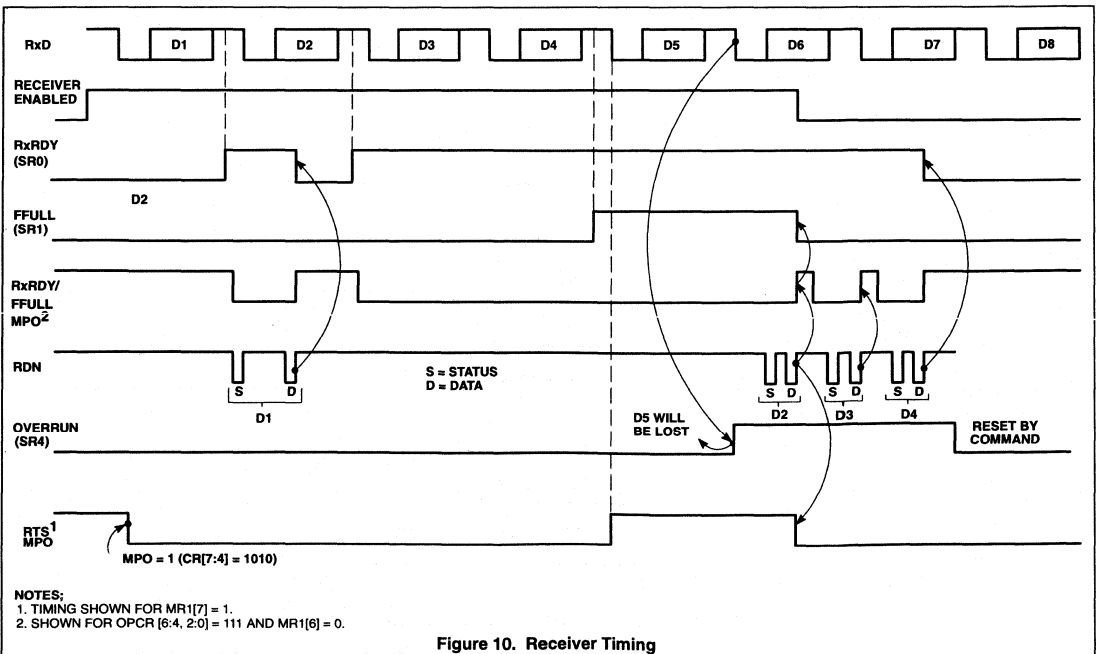 RxD D1 D2 D3 D4 D5 D6 D7 D8
RECEIVER
ENABLED
RxRDY
(SR0)
D2
FFULL
(SR1)
RxRDY/
FFULL
MPO2
RDN
S = STATUS
D = DATA
S D S D S D S D
D1 D2 D3 D4
OVERRUN
(SR4)
D5 WILL
BE LOST
RESET BY
COMMAND
RTS1
MPO
MPO = 1 (CR[7:4] = 1010)
NOTES;
1. TIMING SHOWN FOR MR1[7] = 1.
2. SHOWN FOR OPCR [6:4, 2:0] = 111 AND MR1[6] = 0.
Figure 10. Receiver Timing